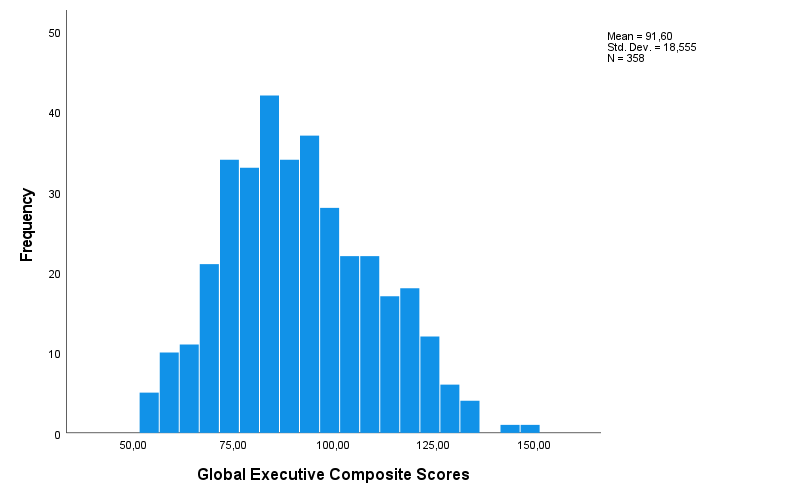 Mean = 91,60
Std. Dev. = 18,555
N = 358
50
40
30
20
10
0
Frequency
50,00 75,00 100,00 125,00 150,00
Global Executive Composite Scores